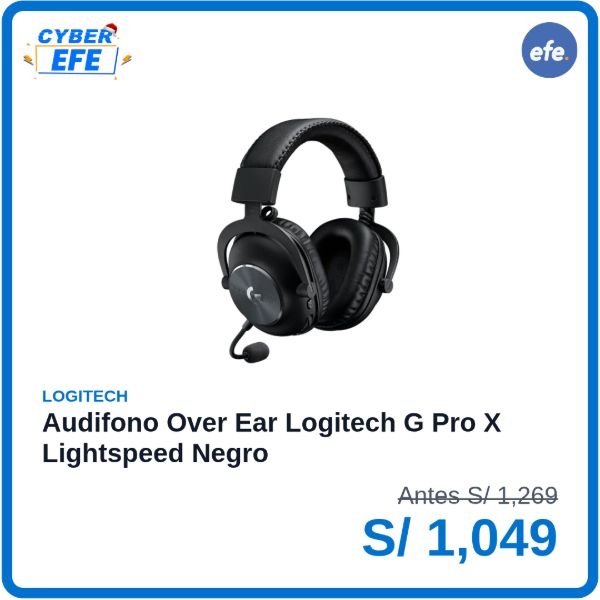 CYBER
EFE
efe.
G
LOGITECH
Audifono Over Ear Logitech G Pro X
Lightspeed Negro
Antes S/ 1,269
S/ 1,049